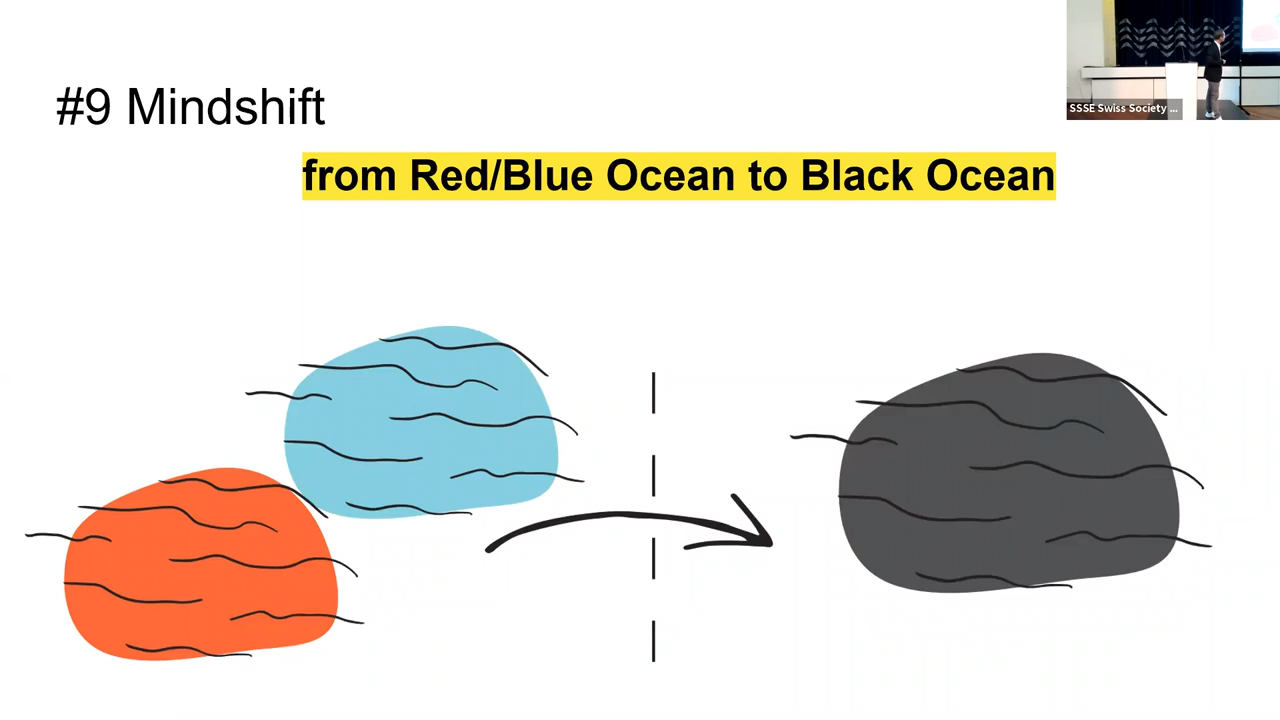 #9 Mindshift
from Red/Blue Ocean to Black Ocean
SSSE Swiss Society ...